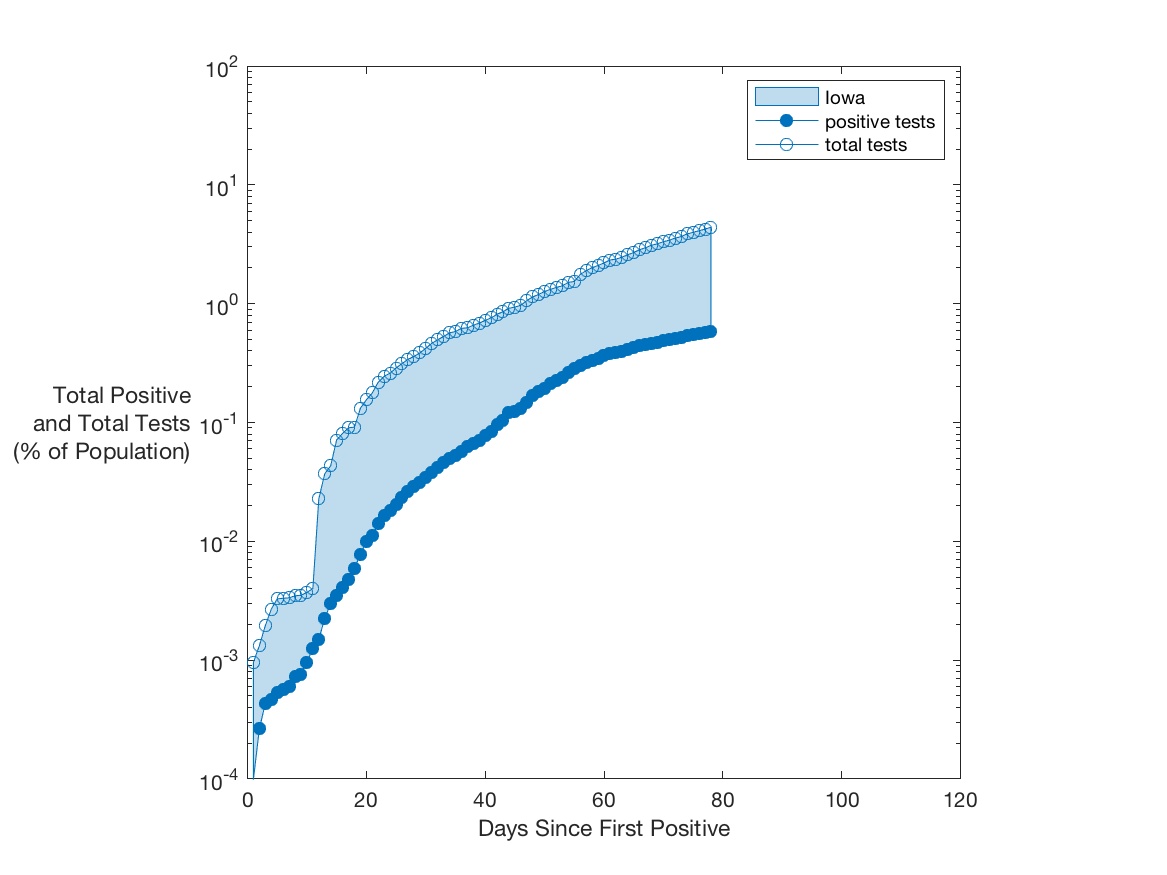 10^2
10^1
10^0
10^-1
10^-2
10^-3
10^-4
Total Positive
and Total Tests
(% of Population)
Iowa
positive tests
total tests
0 20 40 60 80 100 120
Days Since First Positive